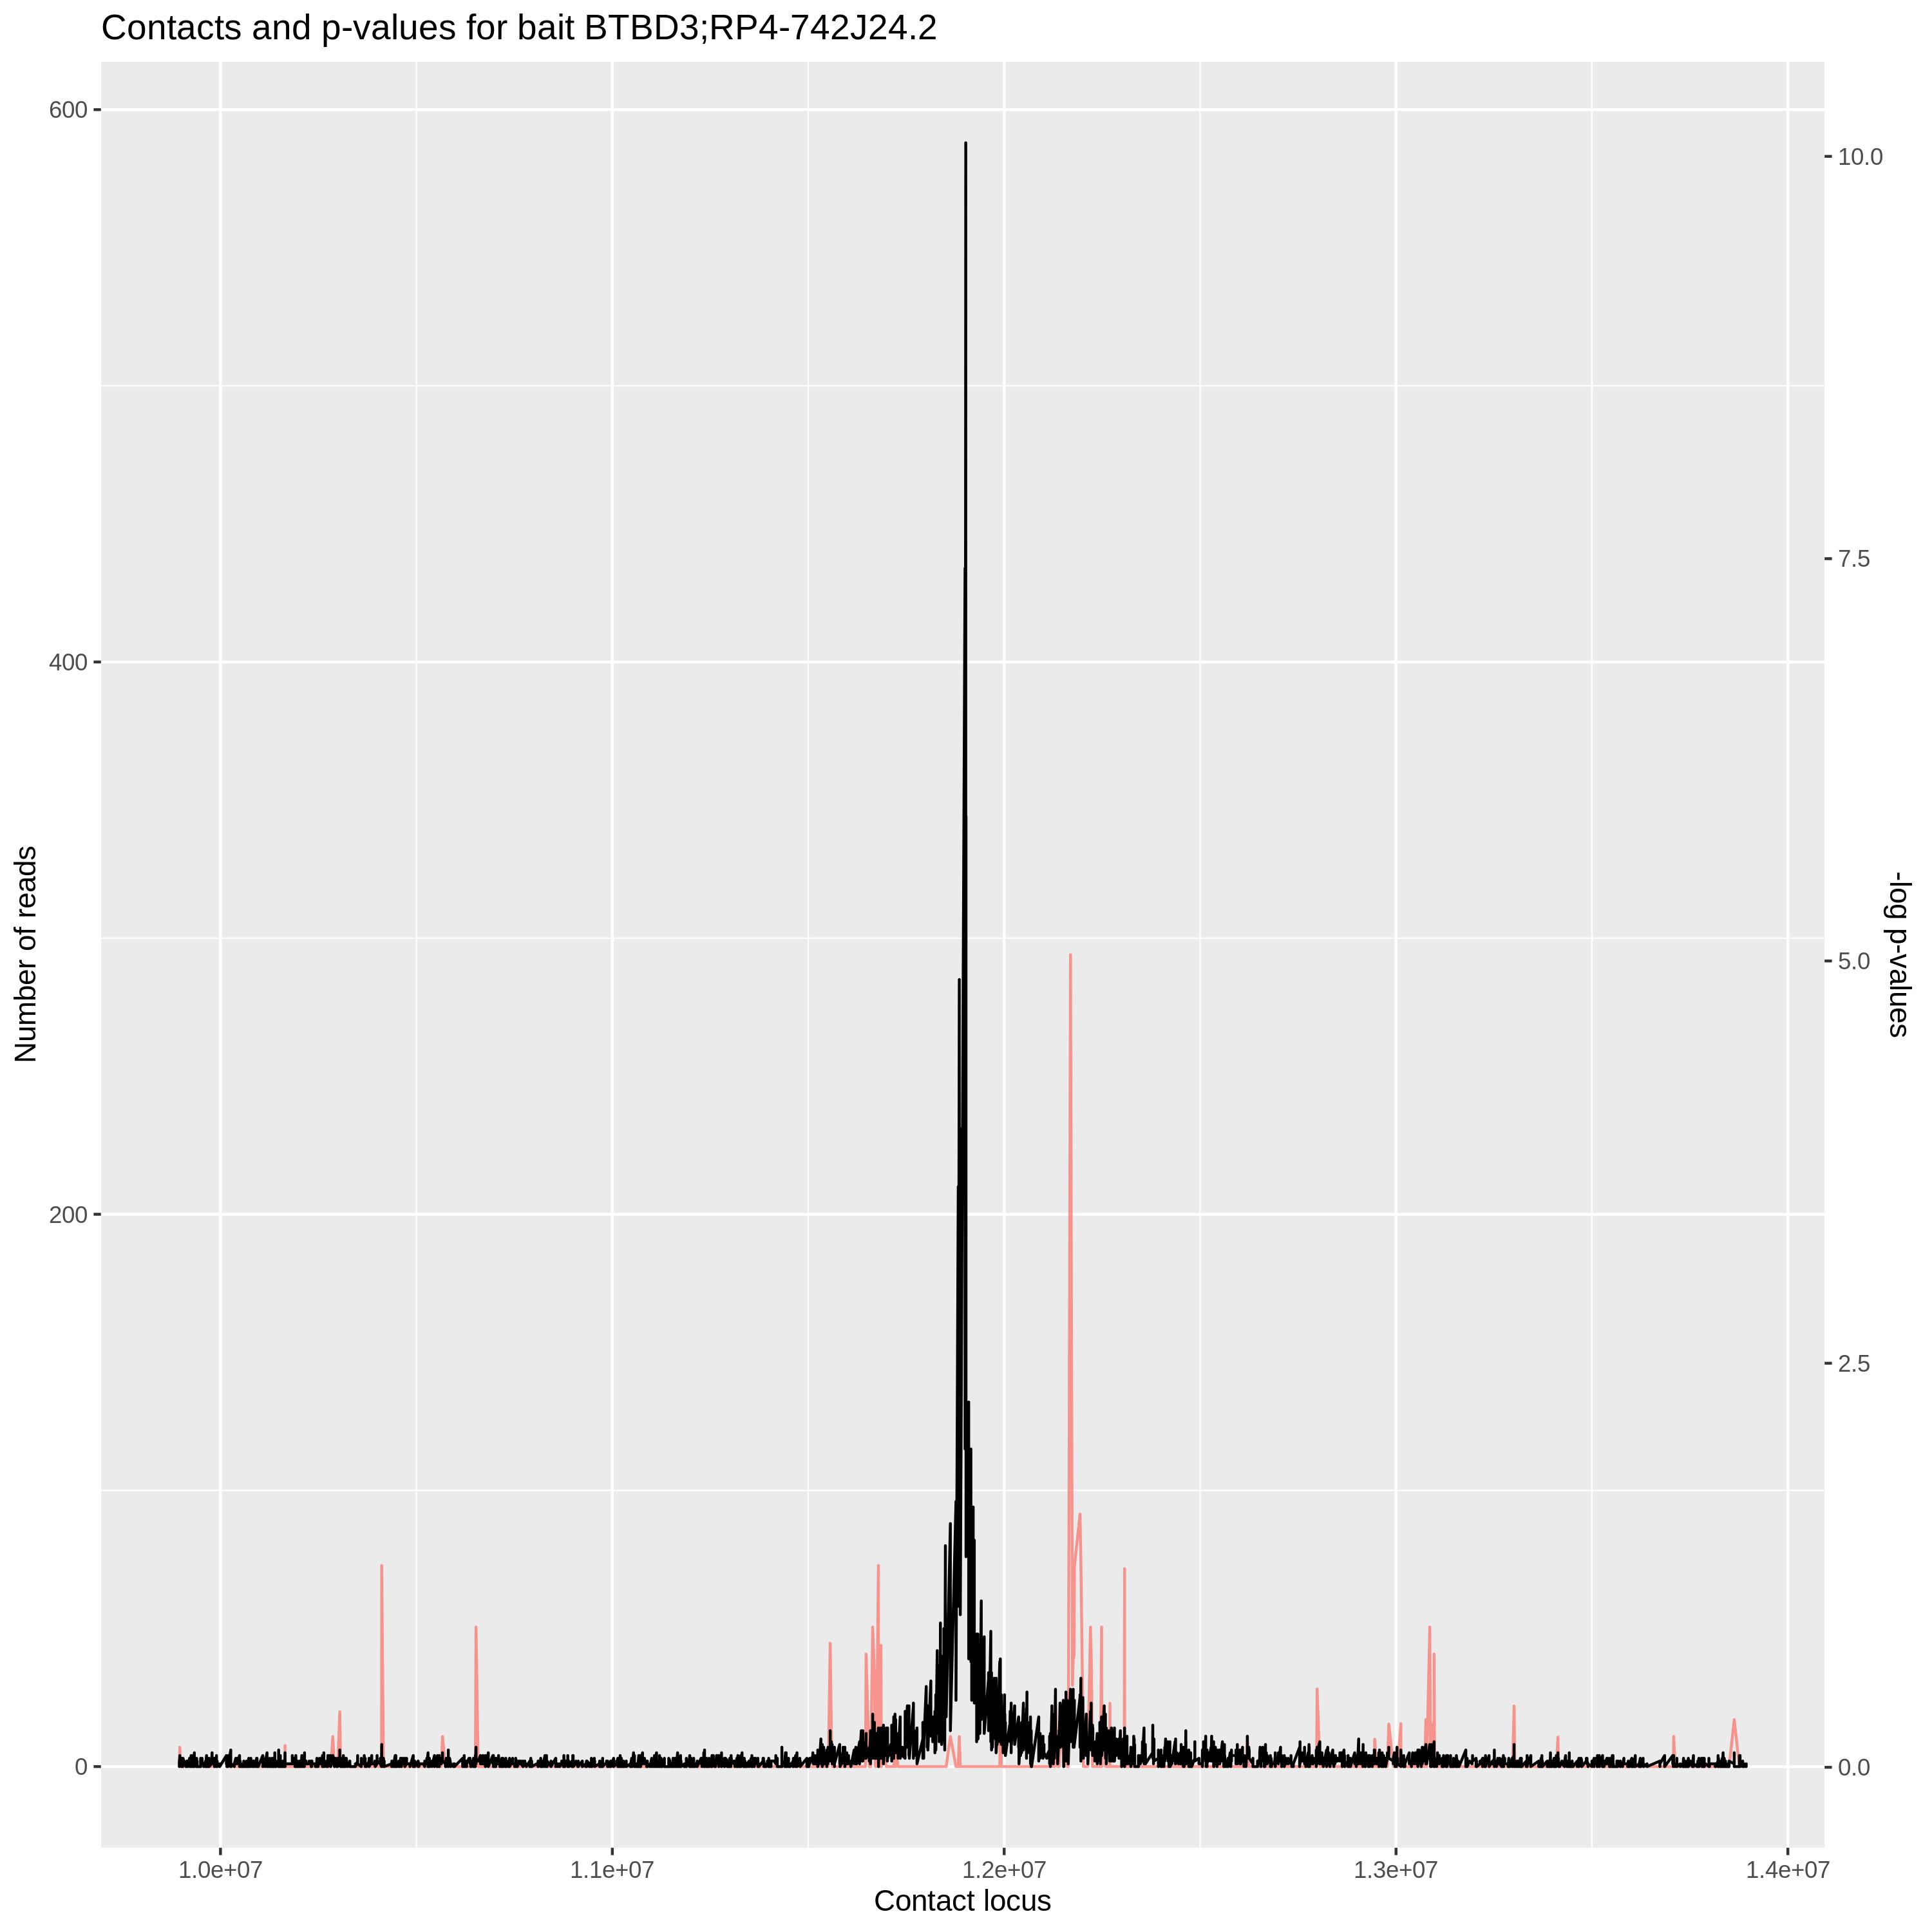 Contacts and p-values for bait BTBD3;RP4-742J24.2
600
400
200
0
Number of reads
10.0
7.5
5.0
2.5
0.0
-log p-values
1.0e+07
1.1e+07
1.2e+07
1.3e+07
1.4e+07
Contact locus